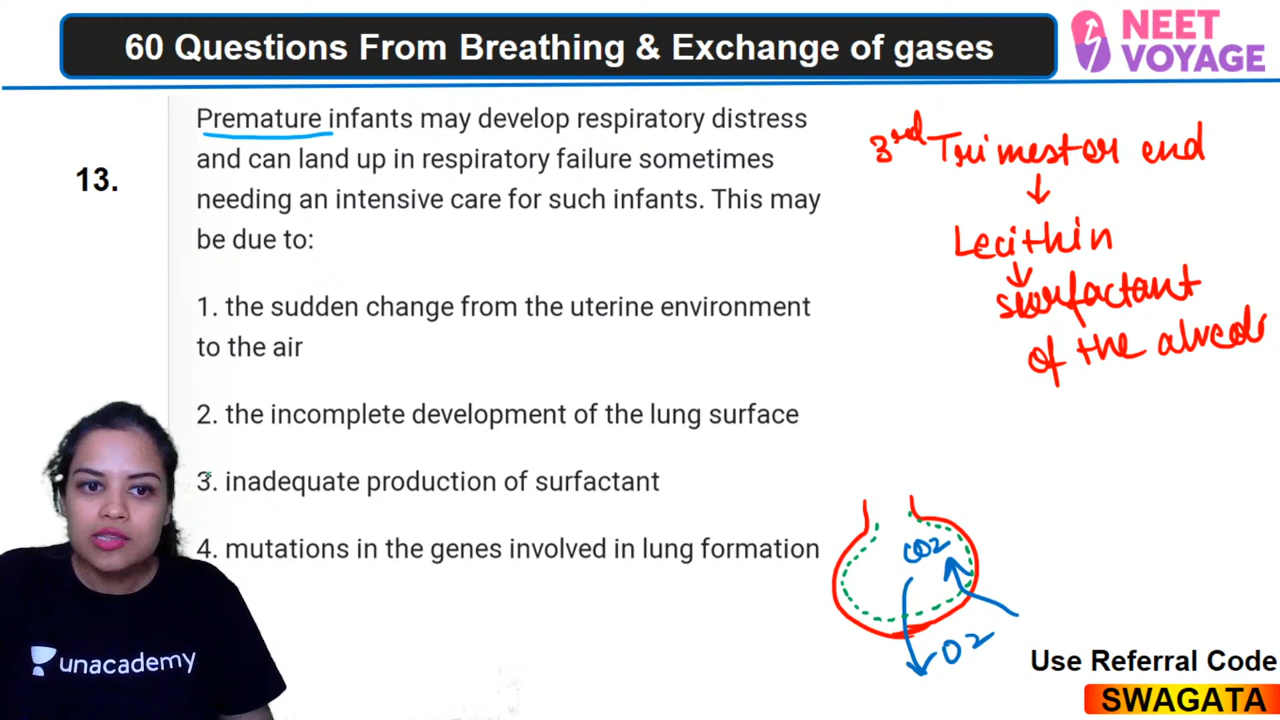 60 Questions From Breathing & Exchange of gases
NEET
VOYAGE
13.
Premature infants may develop respiratory distress
and can land up in respiratory failure sometimes
needing an intensive care for such infants. This may
be due to:
1. the sudden change from the uterine environment
to the air
2. the incomplete development of the lung surface
3. inadequate production of surfactant
4. mutations in the genes involved in lung formation
3rd Trimester end
↓
Lecithin
↓
surfactant
of the
CO2
O2
unacademy
Use Referral Code
SWAGATA